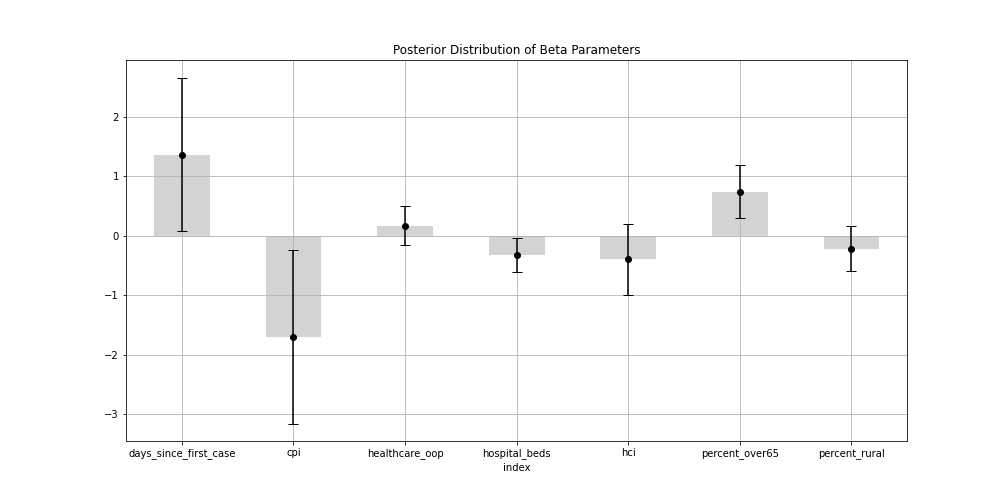 Posterior Distribution of Beta Parameters
2
1
0
−1
−2
−3
days_since_first_case cpi healthcare_oop hospital_beds hci percent_over65 percent_rural
index